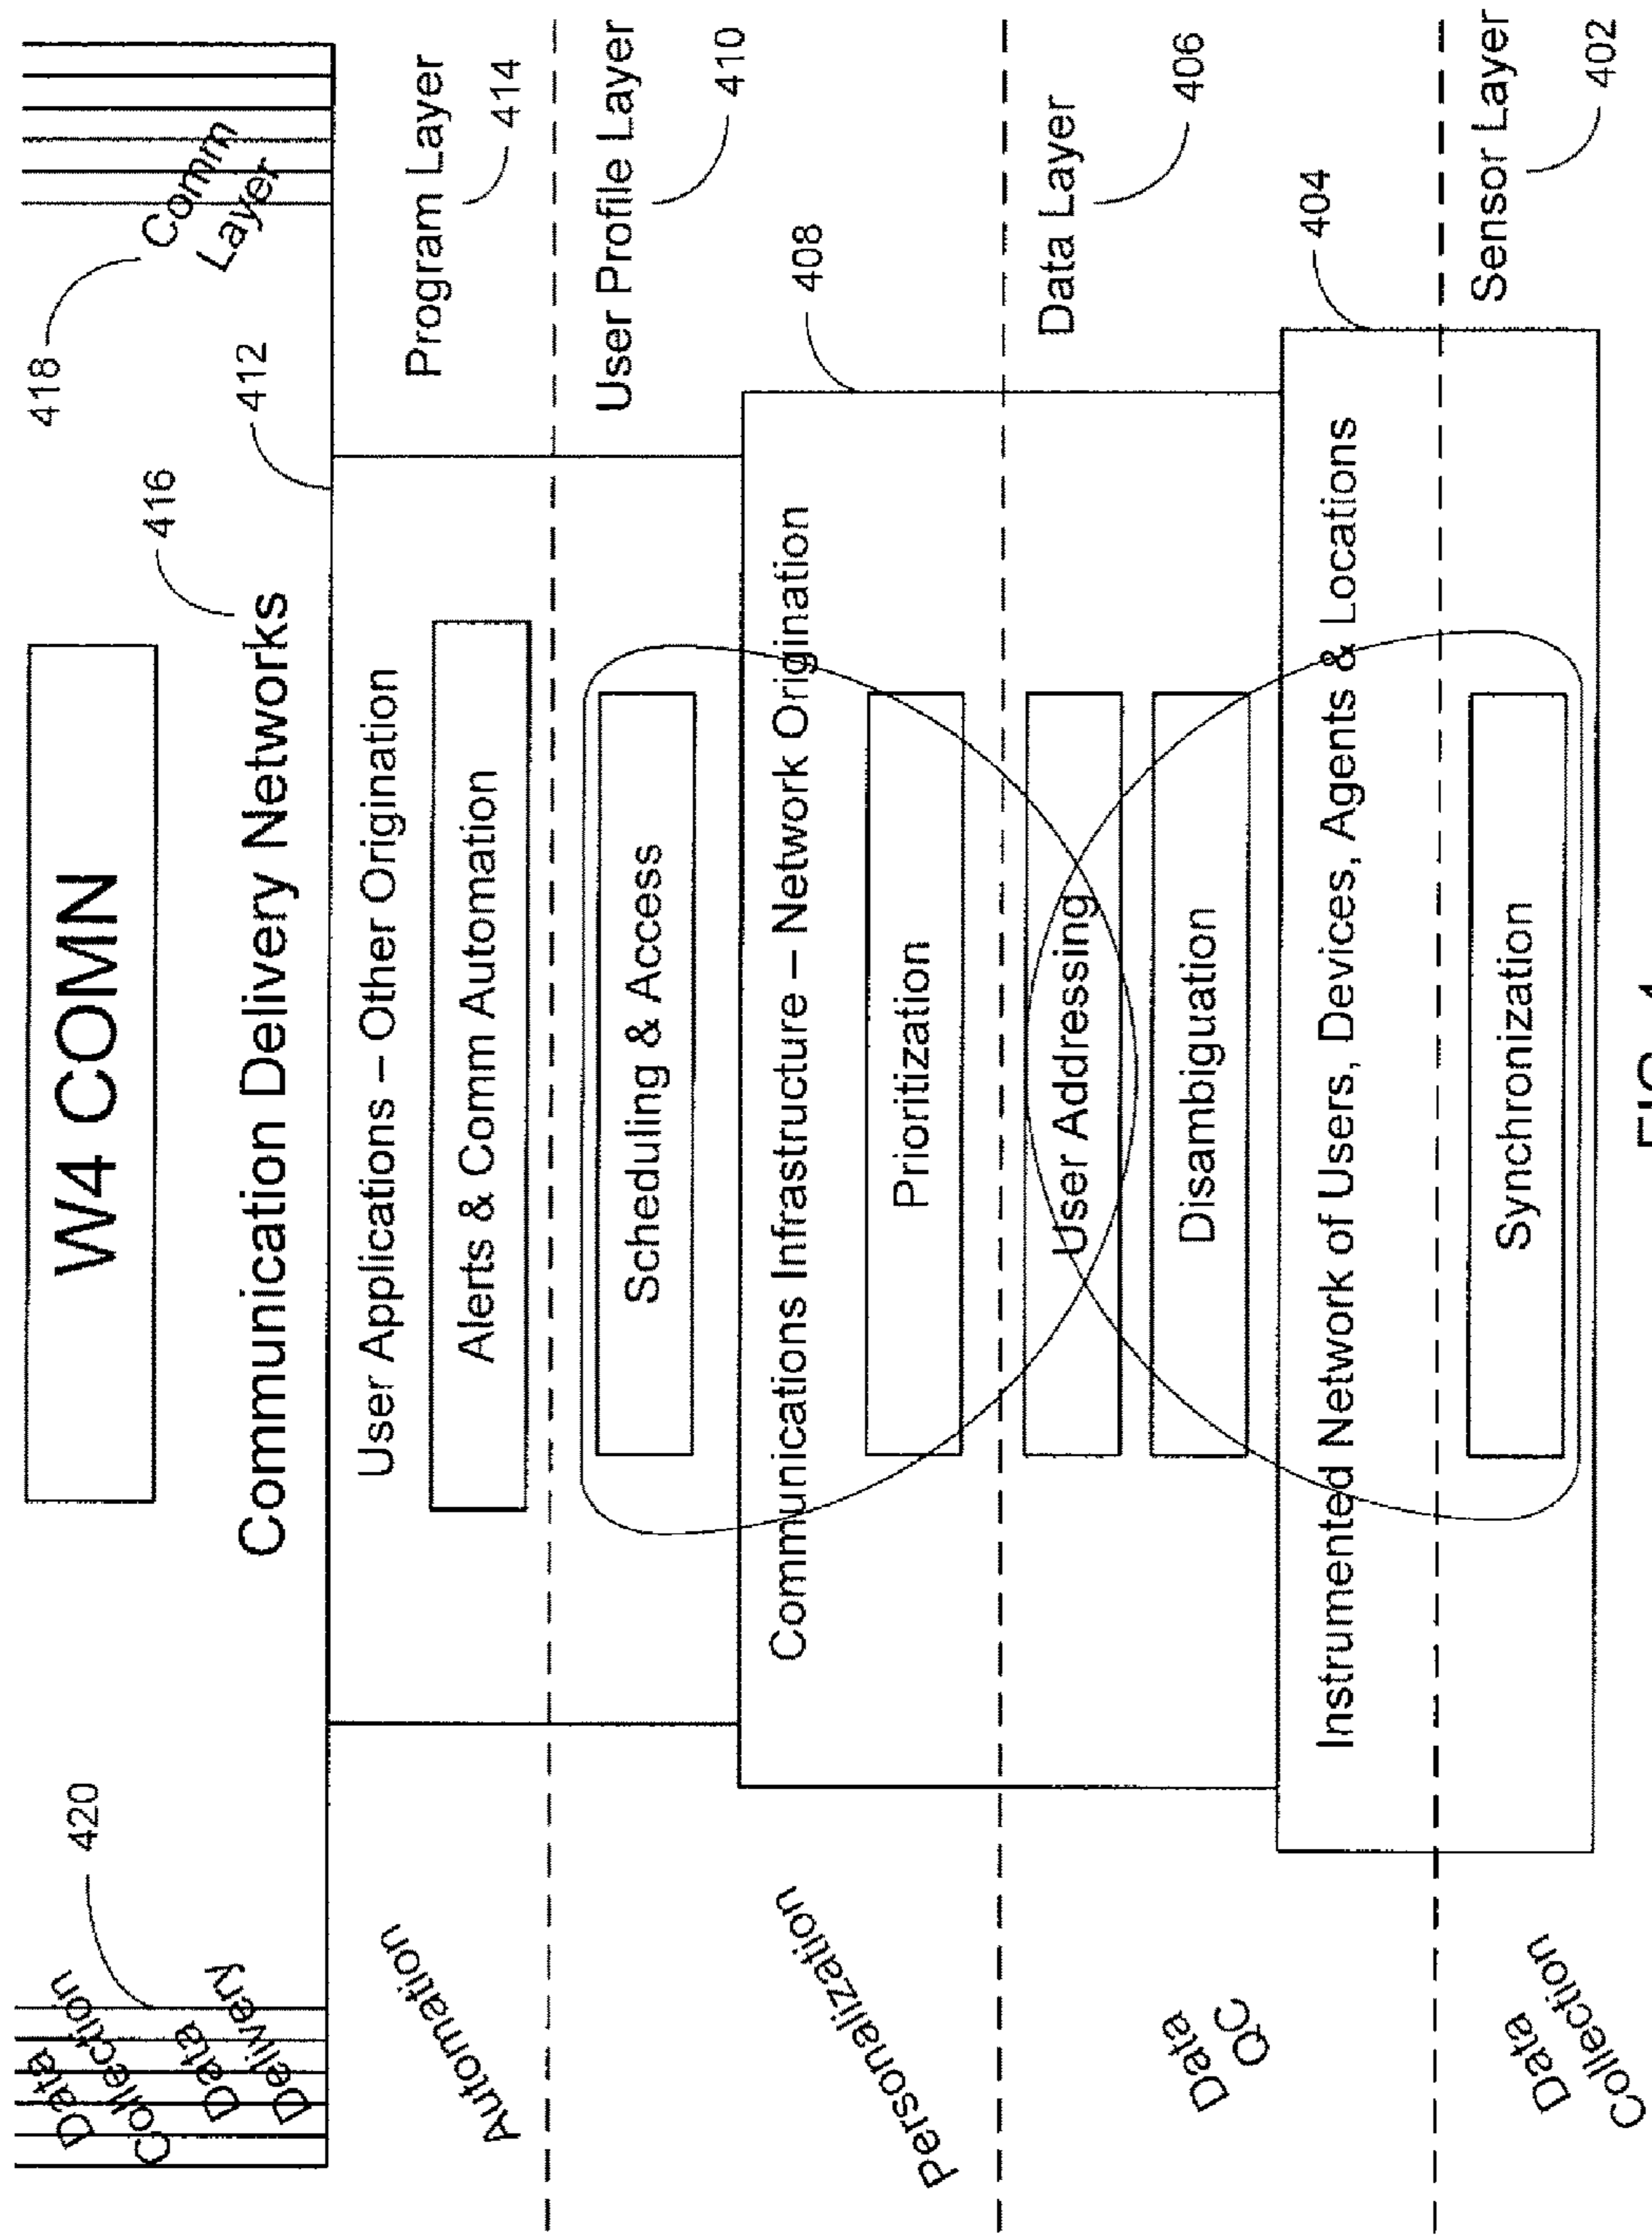 W4 COMN
418
Comm
Layer
420
Data
Collection
Data
Delivery
416
Communication Delivery Networks
412
User Applications – Other Origination
Program Layer
414
Automation
Alerts & Comm Automation
User Profile Layer
410
Scheduling & Access
Communications Infrastructure – Network Origination
408
Personalization
Prioritization
Data Layer
406
User Addressing
Data
QC
Disambiguation
404
Instrumented Network of Users, Devices, Agents & Locations
Sensor Layer
402
Data
Collection
Synchronization